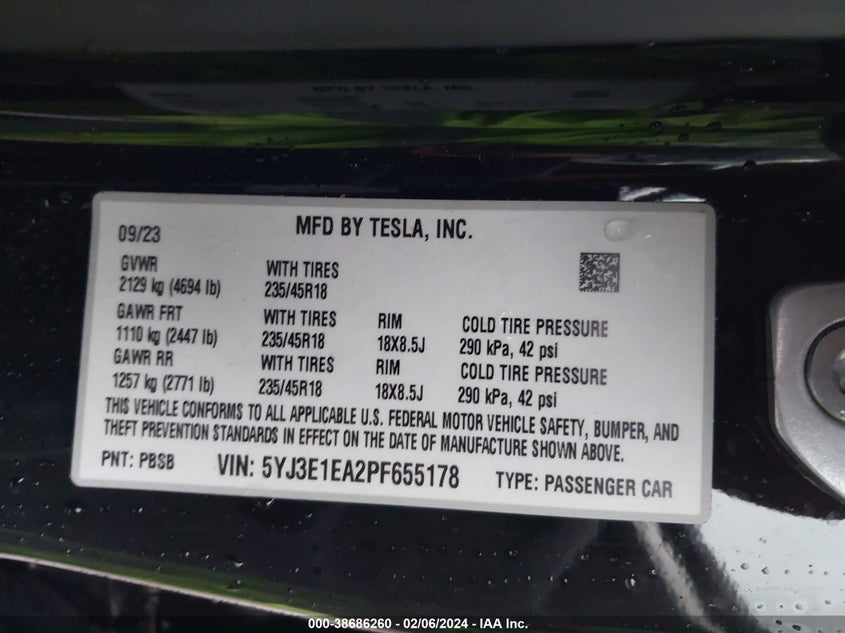 MFD BY TESLA, INC.
09/23
MFD BY TESLA, INC.
GVWR
2129 kg (4694 lb)
WITH TIRES
235/45R18
GAWR FRT
1110 kg (2447 lb)
WITH TIRES
235/45R18
RIM
18X8.5J
COLD TIRE PRESSURE
290 kPa, 42 psi
GAWR RR
1257 kg (2771 lb)
WITH TIRES
235/45R18
RIM
18X8.5J
COLD TIRE PRESSURE
290 kPa, 42 psi
THIS VEHICLE CONFORMS TO ALL APPLICABLE U.S. FEDERAL MOTOR VEHICLE SAFETY, BUMPER, AND
THEFT PREVENTION STANDARDS IN EFFECT ON THE DATE OF MANUFACTURE SHOWN ABOVE.
PNT: PBSB
VIN: 5YJ3E1EA2PF655178
TYPE: PASSENGER CAR
000-38686260 - 02/06/2024 - IAA Inc.